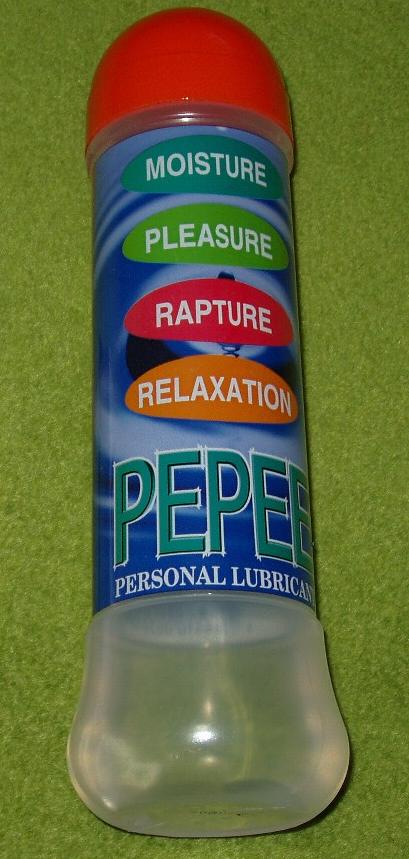 MOISTURE
PLEASURE
RAPTURE
RELAXATION
PEPEE
PERSONAL LUBRICAN